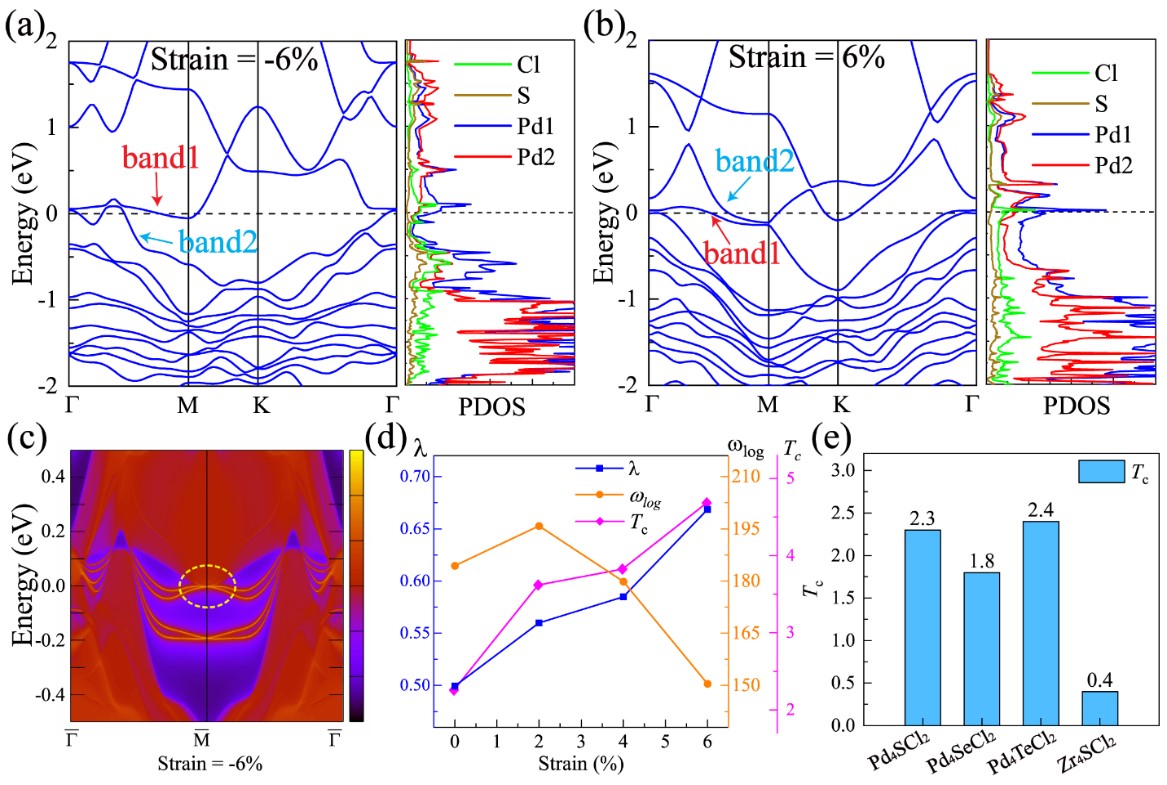 (a)
Strain = -6%
band1
band2
Energy (eV)
2
1
0
-1
-2
Γ M K Γ
Cl
S
Pd1
Pd2
PDOS
(b)
Strain = 6%
band2
band1
Energy (eV)
2
1
0
-1
-2
Γ M K Γ
Cl
S
Pd1
Pd2
PDOS
(c)
Energy (eV)
0.4
0.2
0.0
-0.2
-0.4
Γ̅ M̅ Γ̅
Strain = -6%
(d)
λ
ωlog
Tc
λ
ωlog
Tc
0.70
0.65
0.60
0.55
0.50
210
195
180
165
150
5
4
3
2
0 1 2 3 4 5 6
Strain (%)
(e)
Tc
Tc
3.0
2.5
2.0
1.5
1.0
0.5
0.0
2.3
1.8
2.4
0.4
Pd₄SCl₂
Pd₄SeCl₂
Pd₄TeCl₂
Zr₄SCl₂